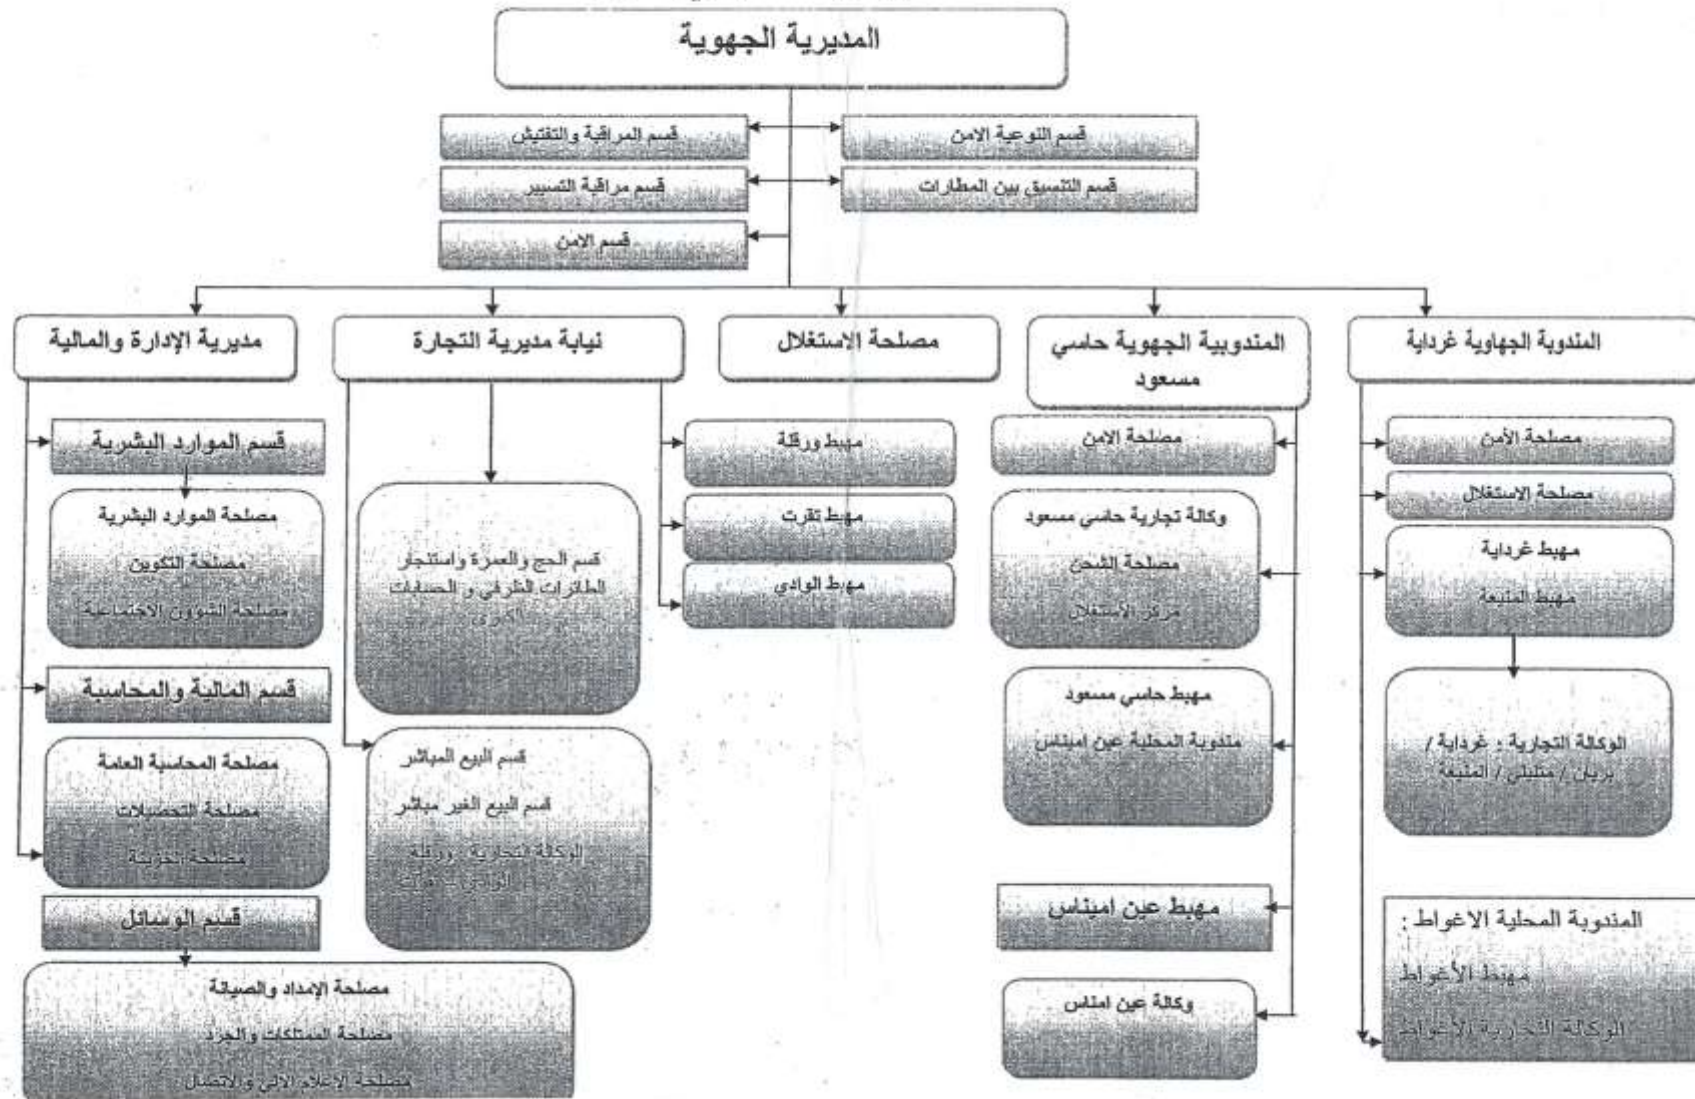 المديرية الجهوية
قسم النوعية الامن
قسم المراقبة والتفتيش
قسم التنسيق بين المطارات
قسم مراقبة التسيير
قسم الامن
المندوبة الجهاوية غرداية
المندوبية الجهوية حاسي
مسعود
مصلحة الاستغلال
نيابة مديرية التجارة
مديرية الإدارة والمالية
مصلحة الأمن
مصلحة الاستغلال
مهبط غرداية
مهبط المنيعة
الوكالة التجارية : غرداية /
بريان / متليلي / المنيعة
المندوبة المحلية الاغواط :
مهبط الأغواط
الوكالة التجارية الأغواط
مصلحة الامن
وكالة تجارية حاسي مسعود
مصلحة الشحن
مركز الاستغلال
مهبط حاسي مسعود
مندوبة المحلية عين اميناس
مهبط عين اميناس
وكالة عين امناس
مهبط ورقلة
مهبط تقرت
مهبط الوادي
قسم الحج والعمرة واستئجار
الطائرات الظرفي و الحسابات
قسم البيع المباشر
قسم البيع الغير مباشر
الوكالة التجارية ورقلة
الوادي
قسم الموارد البشرية
مصلحة الموارد البشرية
مصلحة التكوين
مصلحة الشؤون الاجتماعية
قسم المالية والمحاسبة
مصلحة المحاسبة العامة
مصلحة التحصيلات
مصلحة الخزينة
قسم الوسائل
مصلحة الإمداد والصيانة
مصلحة الممتلكات والجرد
مصلحة الإعلام الألي والاتصال